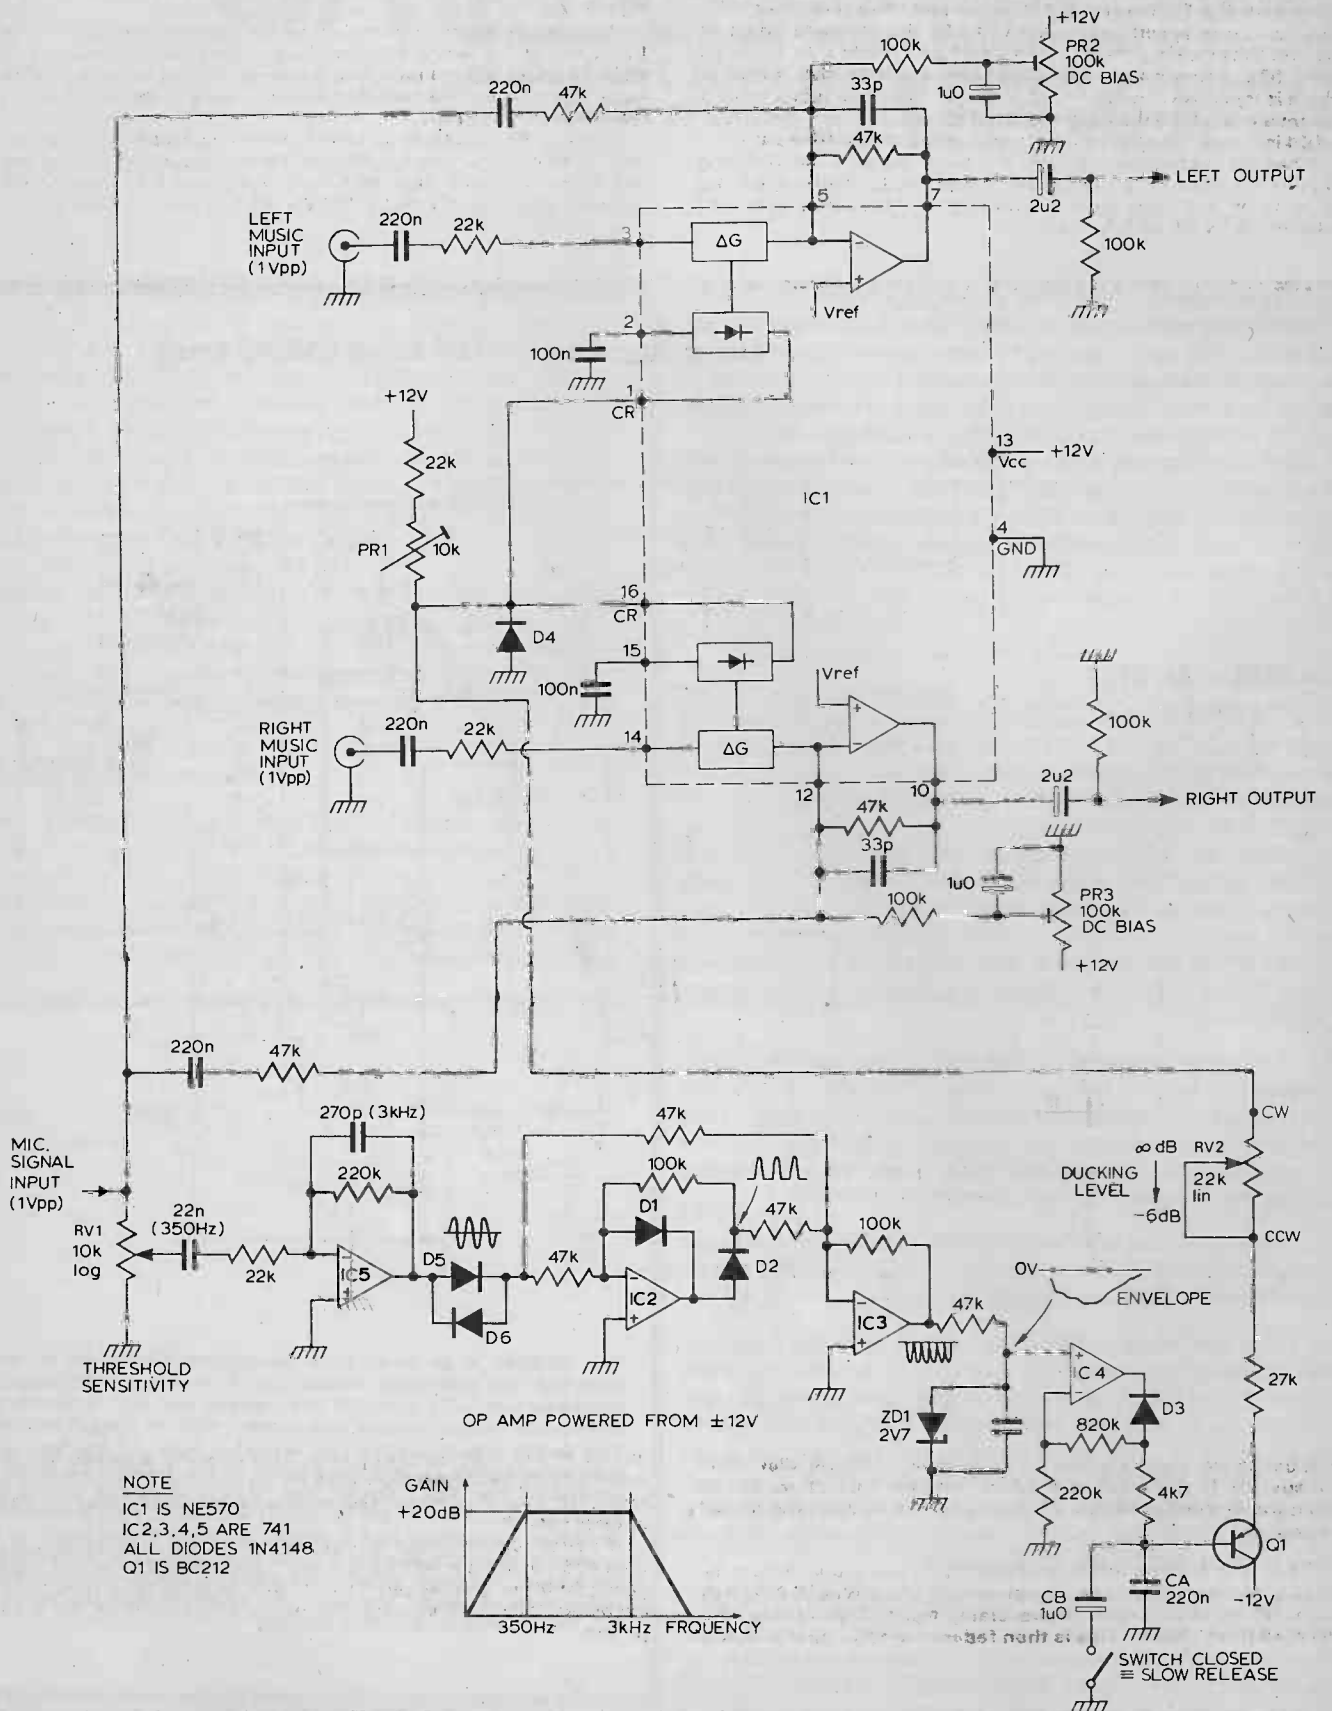 +12V
PR2
100k
DC BIAS
100k
1u0
33p
47k
220n
47k
LEFT OUTPUT
2u2
100k
5
7
LEFT
MUSIC
INPUT
(1Vpp)
220n
22k
3
ΔG
−
+
Vref
2
100n
1
CR
+12V
22k
PR1
10k
13
Vcc
+12V
IC1
4
GND
16
CR
D4
15
100n
Vref
+
−
100k
RIGHT
MUSIC
INPUT
(1Vpp)
220n
22k
14
ΔG
12
10
2u2
RIGHT OUTPUT
47k
33p
1u0
100k
PR3
100k
DC BIAS
+12V
220n
47k
CW
MIC.
SIGNAL
INPUT
(1Vpp)
270p (3kHz)
220k
47k
100k
D1
47k
∞ dB
DUCKING
LEVEL
-6dB
RV2
22k
lin
CCW
RV1
10k
log
22n
(350Hz)
22k
−
+
IC5
D5
D6
47k
−
+
IC2
D2
100k
−
+
IC3
47k
OV
ENVELOPE
THRESHOLD
SENSITIVITY
+
−
IC4
D3
27k
OP AMP POWERED FROM ±12V
ZD1
2V7
820k
220k
4k7
Q1
-12V
CB
1u0
CA
220n
SWITCH CLOSED
≡ SLOW RELEASE
NOTE
IC1 IS NE570
IC2,3,4,5 ARE 741
ALL DIODES 1N4148
Q1 IS BC212
GAIN
+20dB
350Hz
3kHz
FRQUENCY